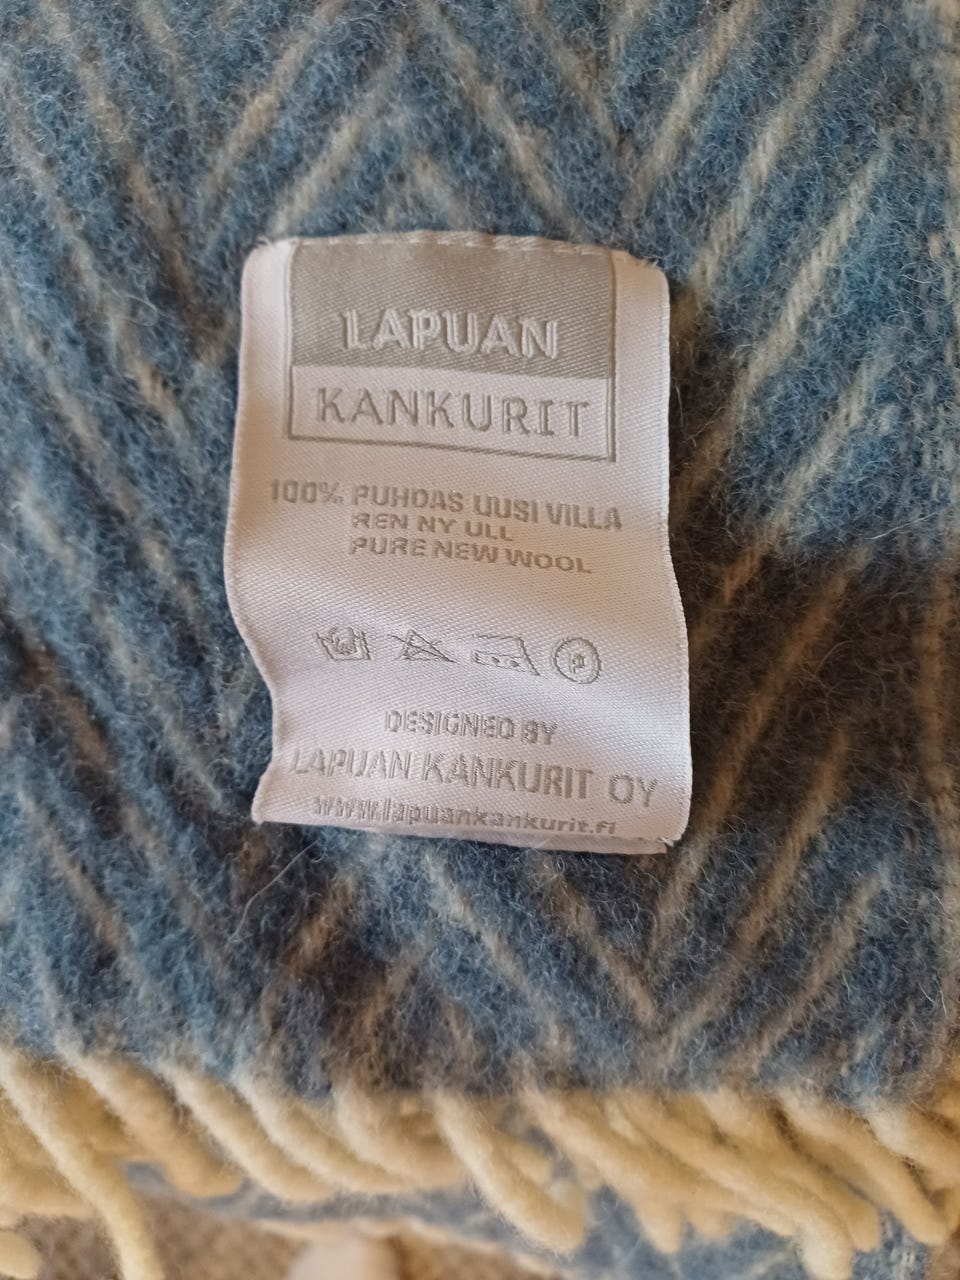 LAPUAN
KANKURIT
100% PUHDAS UUSI VILLA
REN NY ULL
PURE NEW WOOL
P
DESIGNED BY
LAPUAN KANKURIT OY
www.lapuankankurit.fi